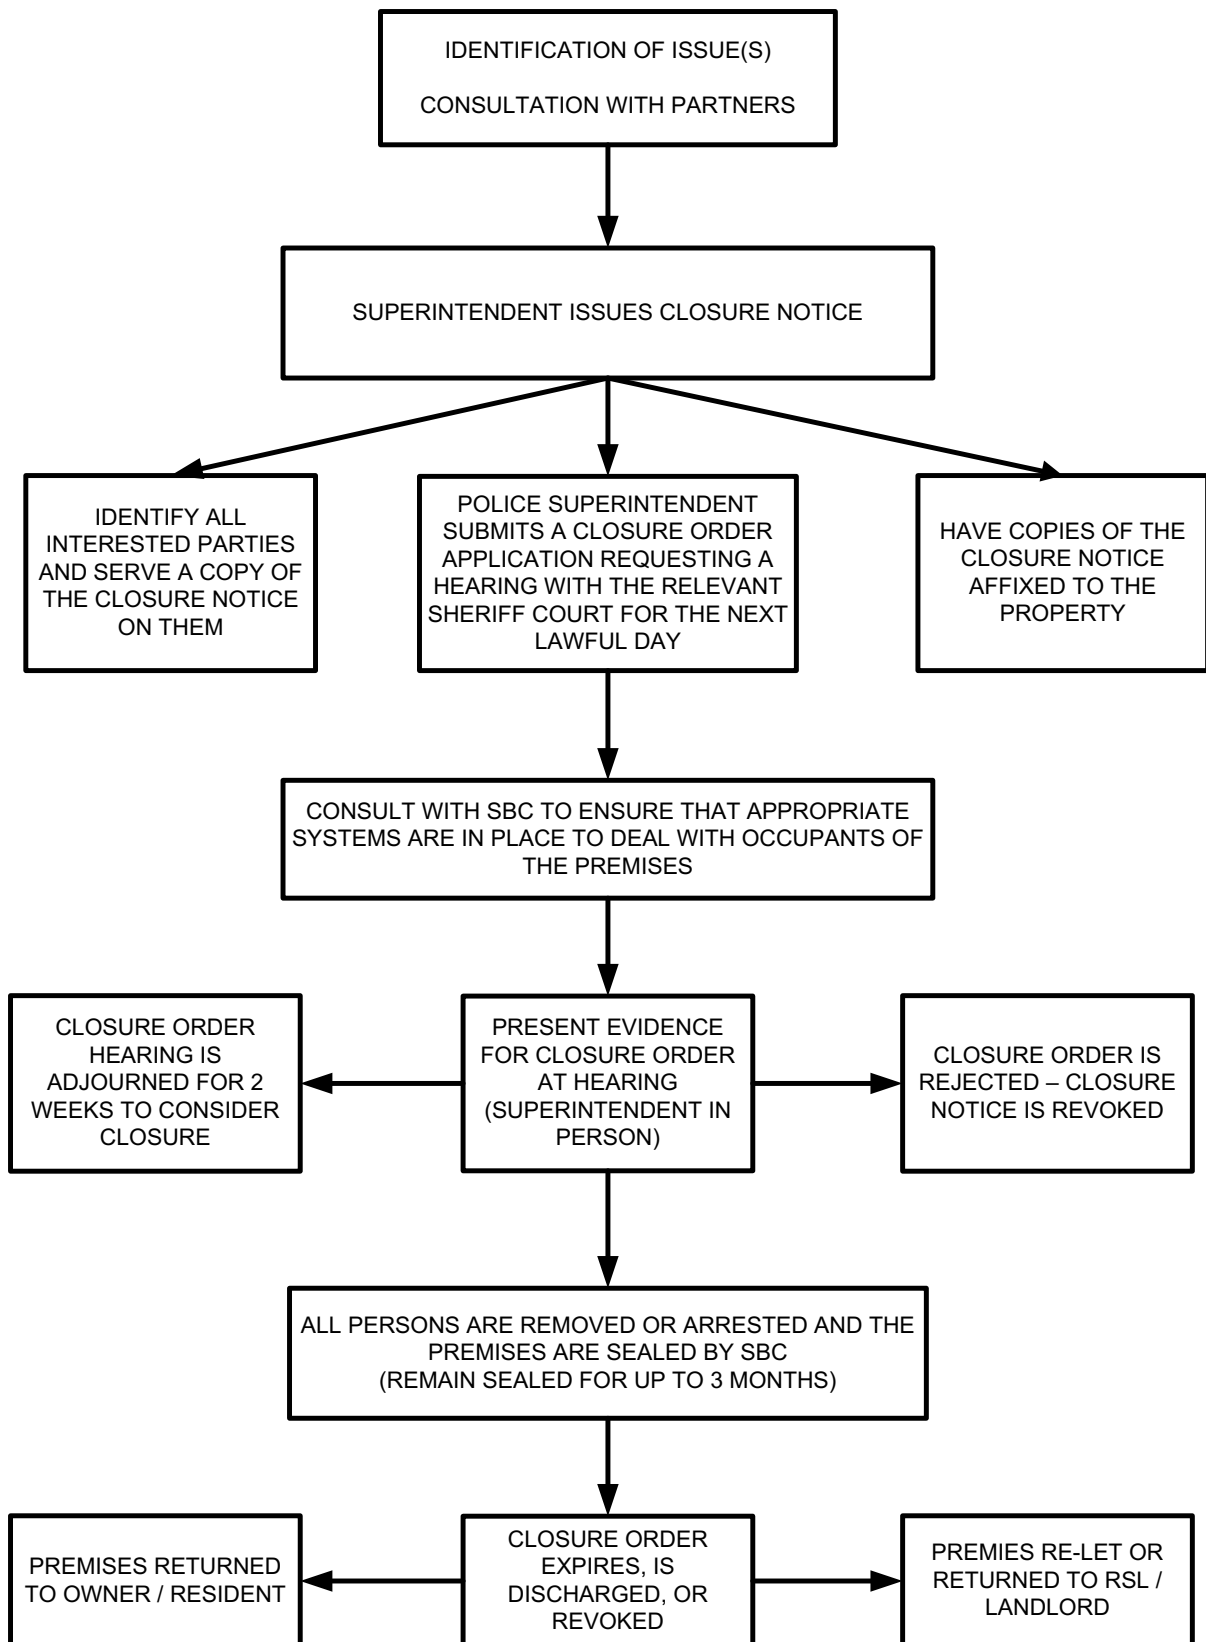 IDENTIFICATION OF ISSUE(S)
CONSULTATION WITH PARTNERS
SUPERINTENDENT ISSUES CLOSURE NOTICE
IDENTIFY ALL
INTERESTED PARTIES
AND SERVE A COPY OF
THE CLOSURE NOTICE
ON THEM
POLICE SUPERINTENDENT
SUBMITS A CLOSURE ORDER
APPLICATION REQUESTING A
HEARING WITH THE RELEVANT
SHERIFF COURT FOR THE NEXT
LAWFUL DAY
HAVE COPIES OF THE
CLOSURE NOTICE
AFFIXED TO THE
PROPERTY
CONSULT WITH SBC TO ENSURE THAT APPROPRIATE
SYSTEMS ARE IN PLACE TO DEAL WITH OCCUPANTS OF
THE PREMISES
CLOSURE ORDER
HEARING IS
ADJOURNED FOR 2
WEEKS TO CONSIDER
CLOSURE
PRESENT EVIDENCE
FOR CLOSURE ORDER
AT HEARING
(SUPERINTENDENT IN
PERSON)
CLOSURE ORDER IS
REJECTED – CLOSURE
NOTICE IS REVOKED
ALL PERSONS ARE REMOVED OR ARRESTED AND THE
PREMISES ARE SEALED BY SBC
(REMAIN SEALED FOR UP TO 3 MONTHS)
PREMISES RETURNED
TO OWNER / RESIDENT
CLOSURE ORDER
EXPIRES, IS
DISCHARGED, OR
REVOKED
PREMIES RE-LET OR
RETURNED TO RSL /
LANDLORD